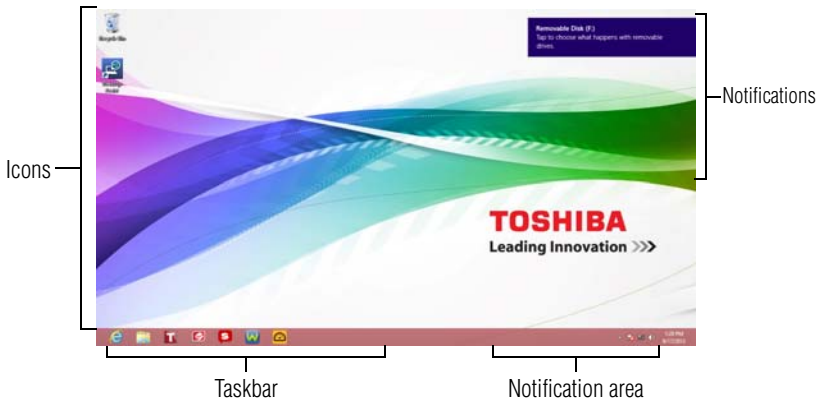 Removable Disk (F:)
Tap to choose what happens with removable
drives.
Recycle Bin
Notifications
Icons
TOSHIBA
Leading Innovation >>>
Taskbar
Notification area